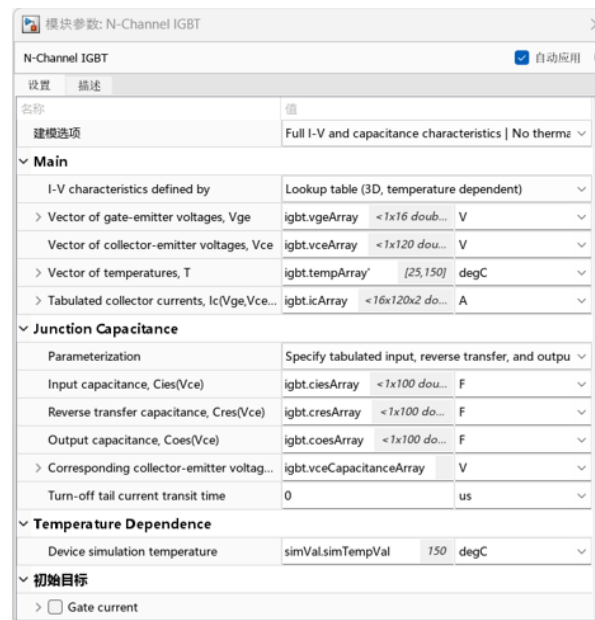 模块参数: N-Channel IGBT
N-Channel IGBT 自动应用
设置 描述
名称 值
建模选项 Full I-V and capacitance characteristics | No therma
Main
I-V characteristics defined by Lookup table (3D, temperature dependent)
Vector of gate-emitter voltages, Vge igbt.vgeArray <1x16 doub... V
Vector of collector-emitter voltages, Vce igbt.vceArray <1x120 dou... V
Vector of temperatures, T igbt.tempArray' [25,150] degC
Tabulated collector currents, Ic(Vge,Vce... igbt.icArray <16x120x2 do... A
Junction Capacitance
Parameterization Specify tabulated input, reverse transfer, and outpu
Input capacitance, Cies(Vce) igbt.ciesArray <1x100 dou... F
Reverse transfer capacitance, Cres(Vce) igbt.cresArray <1x100 do... F
Output capacitance, Coes(Vce) igbt.coesArray <1x100 do... F
Corresponding collector-emitter voltag... igbt.vceCapacitanceArray V
Turn-off tail current transit time 0 us
Temperature Dependence
Device simulation temperature simVal.simTempVal 150 degC
初始目标
Gate current